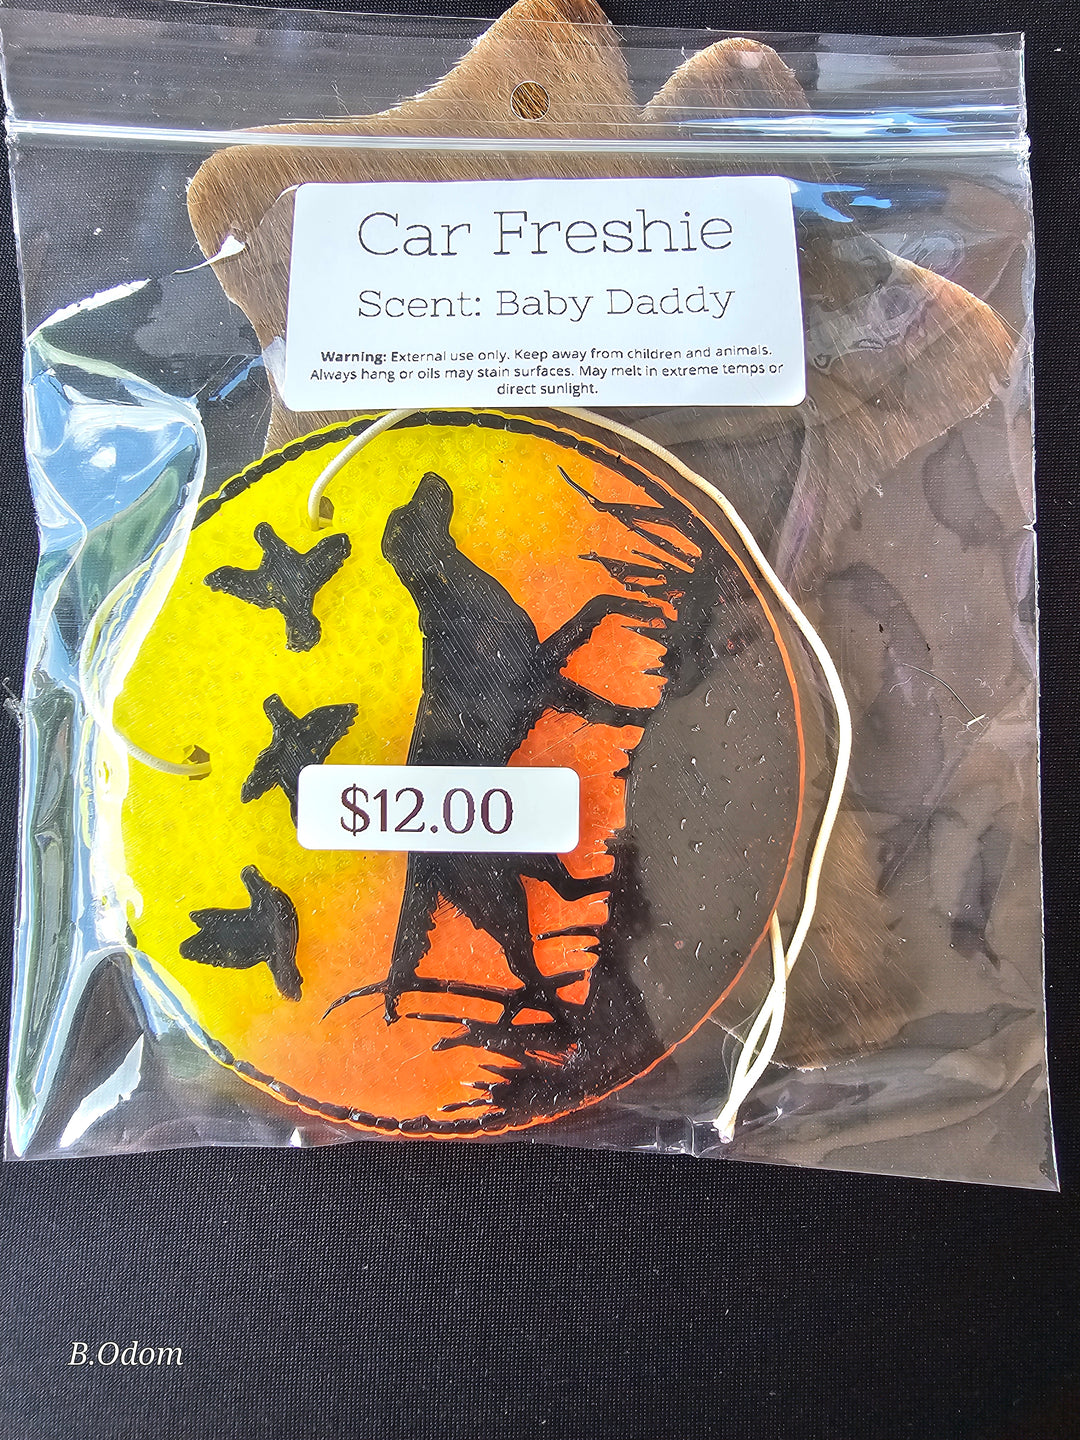 Car Freshie
Scent: Baby Daddy
Warning: External use only. Keep away from children and animals.
Always hang or oils may stain surfaces. May melt in extreme temps or
direct sunlight.
$12.00
B.Odom